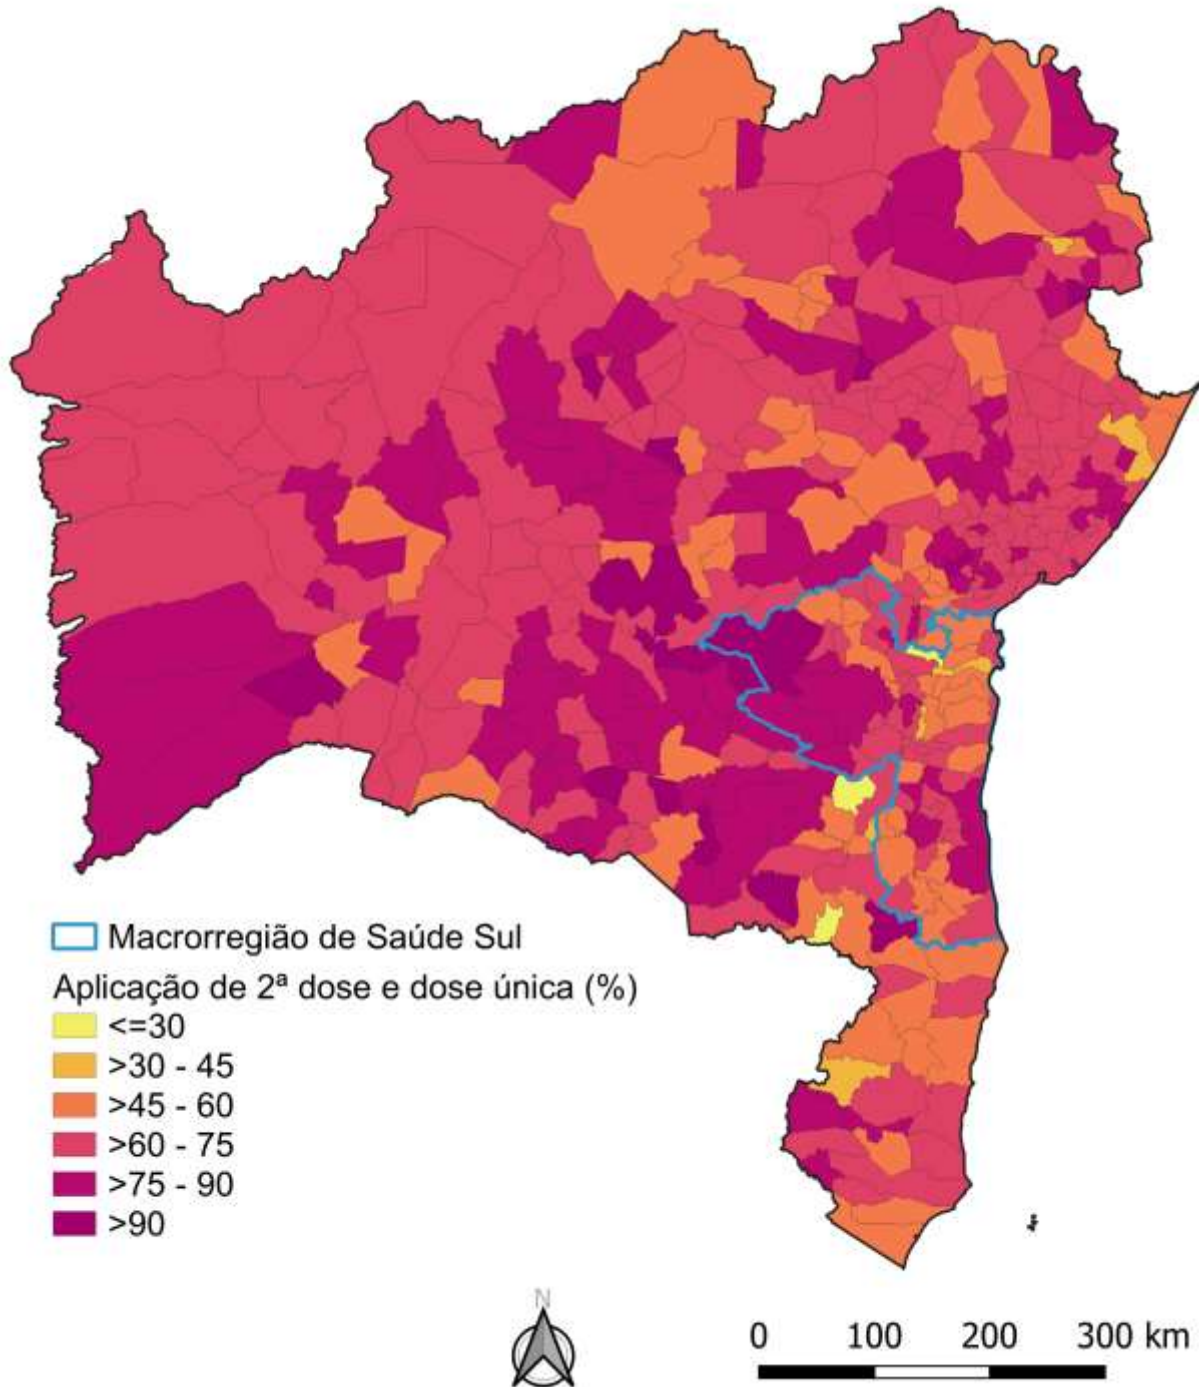 Macrorregião de Saúde Sul
Aplicação de 2ª dose e dose única (%)
<=30
>30 - 45
>45 - 60
>60 - 75
>75 - 90
>90
N
0 100 200 300 km